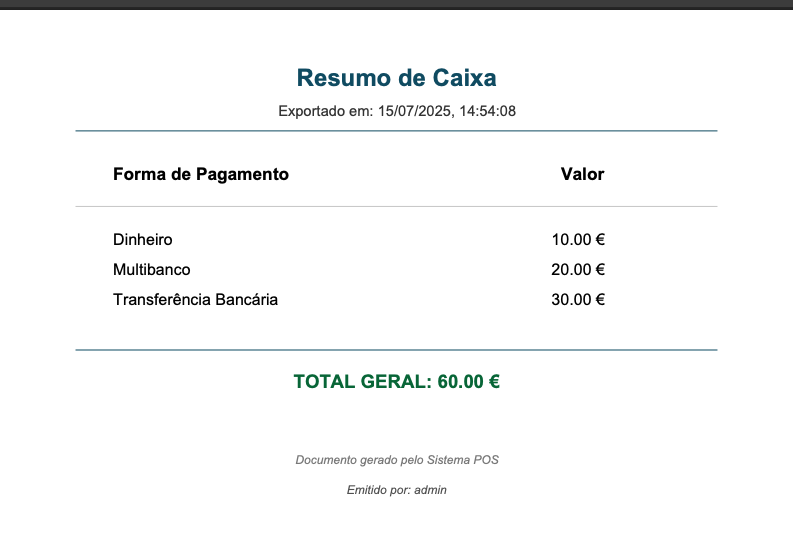 Resumo de Caixa
Exportado em: 15/07/2025, 14:54:08
Forma de Pagamento Valor
Dinheiro 10.00 €
Multibanco 20.00 €
Transferência Bancária 30.00 €
TOTAL GERAL: 60.00 €
Documento gerado pelo Sistema POS
Emitido por: admin